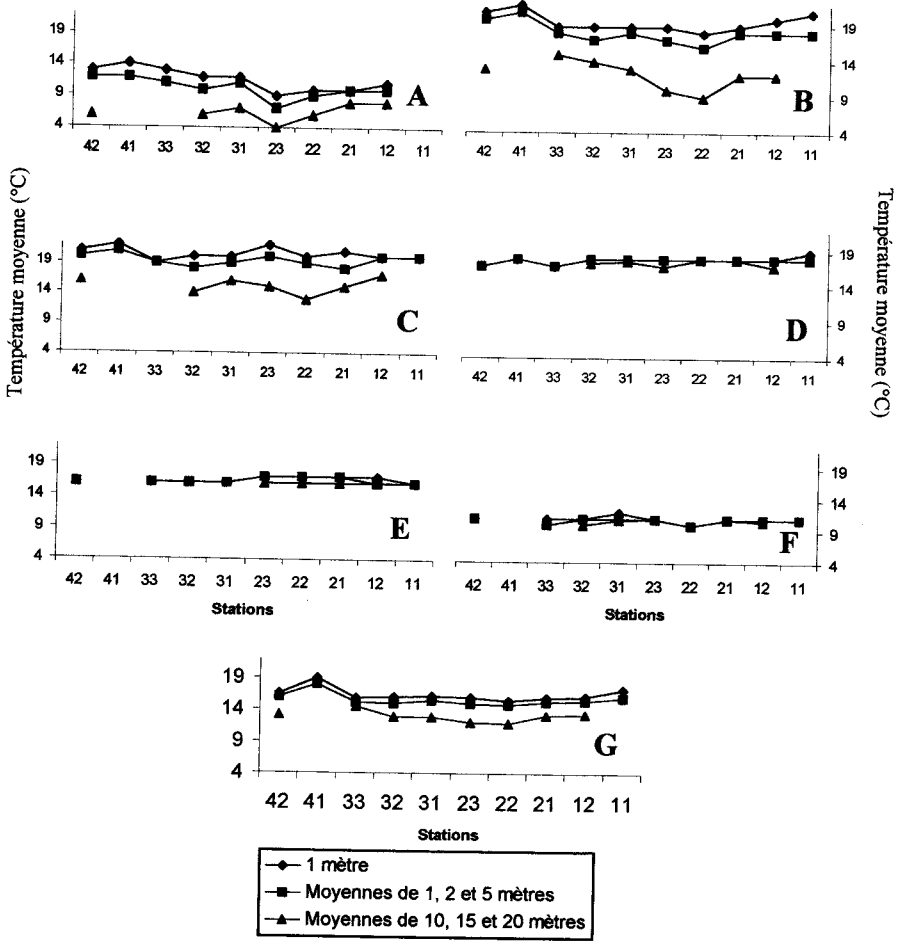 19
14
9
4
42 41 33 32 31 23 22 21 12 11
A
19
14
9
4
42 41 33 32 31 23 22 21 12 11
B
Température moyenne (°C)
Température moyenne (°C)
19
14
9
4
42 41 33 32 31 23 22 21 12 11
C
19
14
9
4
42 41 33 32 31 23 22 21 12 11
D
19
14
9
4
42 41 33 32 31 23 22 21 12 11
Stations
E
19
14
9
4
42 41 33 32 31 23 22 21 12 11
Stations
F
19
14
9
4
42 41 33 32 31 23 22 21 12 11
Stations
G
1 mètre
Moyennes de 1, 2 et 5 mètres
Moyennes de 10, 15 et 20 mètres